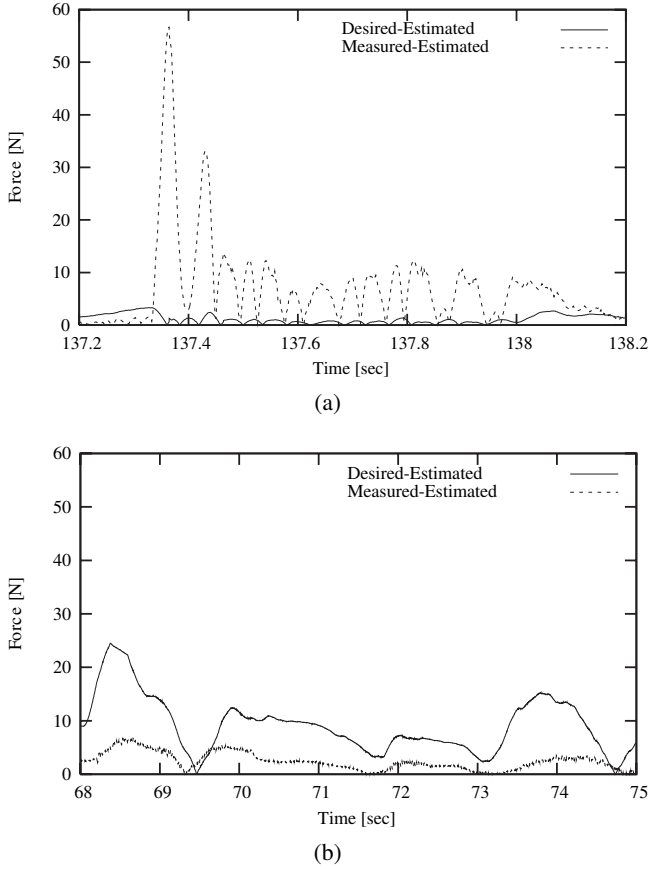 60
50
40
30
20
10
0
Force [N]
Desired-Estimated
Measured-Estimated
137.2 137.4 137.6 137.8 138 138.2
Time [sec]
(a)
60
50
40
30
20
10
0
Force [N]
Desired-Estimated
Measured-Estimated
68 69 70 71 72 73 74 75
Time [sec]
(b)